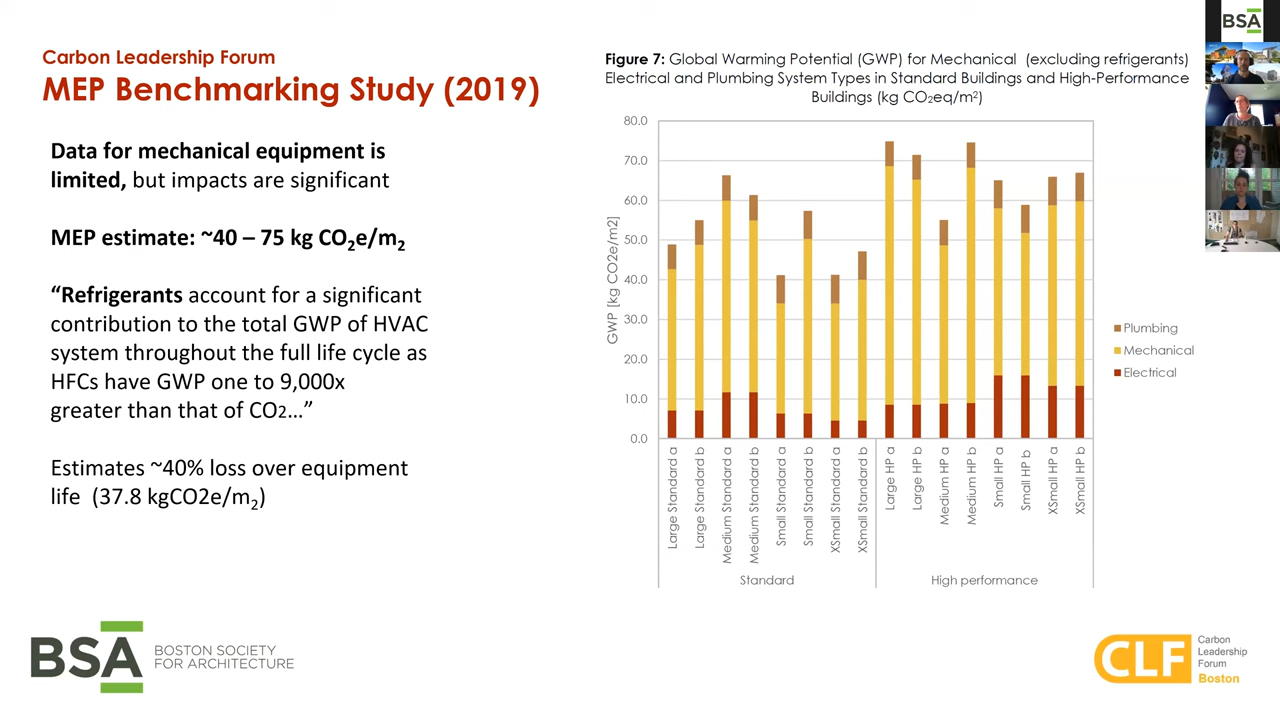 Carbon Leadership Forum
MEP Benchmarking Study (2019)
Data for mechanical equipment is
limited, but impacts are significant
MEP estimate: ~40 – 75 kg CO2e/m2
“Refrigerants account for a significant
contribution to the total GWP of HVAC
system throughout the full life cycle as
HFCs have GWP one to 9,000x
greater than that of CO2…”
Estimates ~40% loss over equipment
life (37.8 kgCO2e/m2)
Figure 7: Global Warming Potential (GWP) for Mechanical (excluding refrigerants)
Electrical and Plumbing System Types in Standard Buildings and High-Performance
Buildings (kg CO2eq/m2)
GWP [kg CO2e/m2]
80.0
70.0
60.0
50.0
40.0
30.0
20.0
10.0
0.0
Large Standard a
Large Standard b
Medium Standard a
Medium Standard b
Small Standard a
Small Standard b
XSmall Standard a
XSmall Standard b
Large HP a
Large HP b
Medium HP a
Medium HP b
Small HP a
Small HP b
XSmall HP a
XSmall HP b
Standard
High performance
Plumbing
Mechanical
Electrical
BSA
BSA
BOSTON SOCIETY
FOR ARCHITECTURE
CLF
Carbon
Leadership
Forum
Boston